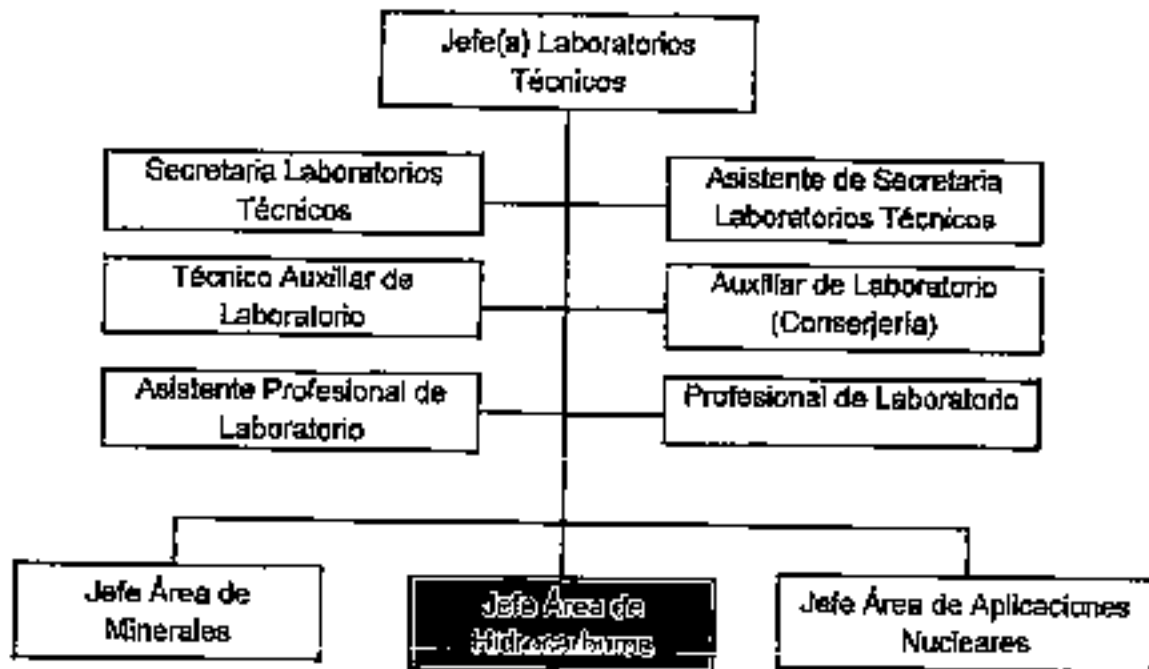 Jefe(a) Laboratorios
Técnicos
Secretaria Laboratorios
Técnicos
Asistente de Secretaria
Laboratorios Técnicos
Técnico Auxiliar de
Laboratorio
Auxiliar de Laboratorio
(Conserjería)
Asistente Profesional de
Laboratorio
Profesional de Laboratorio
Jefe Área de
Minerales
Jefe Área de
Hidrocarburos
Jefe Área de Aplicaciones
Nucleares